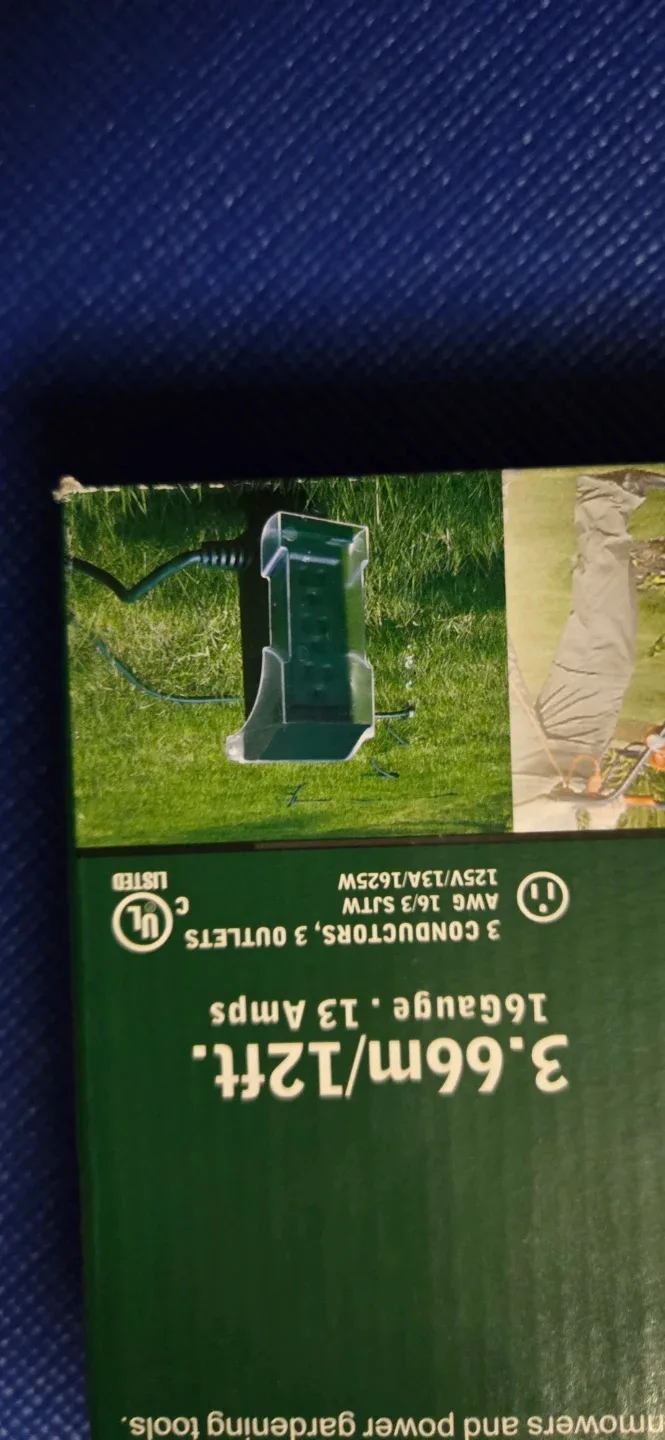 mowers and power gardening tools.
3.66m/12ft.
16Gauge . 13 Amps
3 CONDUCTORS, 3 OUTLETS
AWG 16/3 SJTW
125V/13A/1625W
C UL ®
LISTED